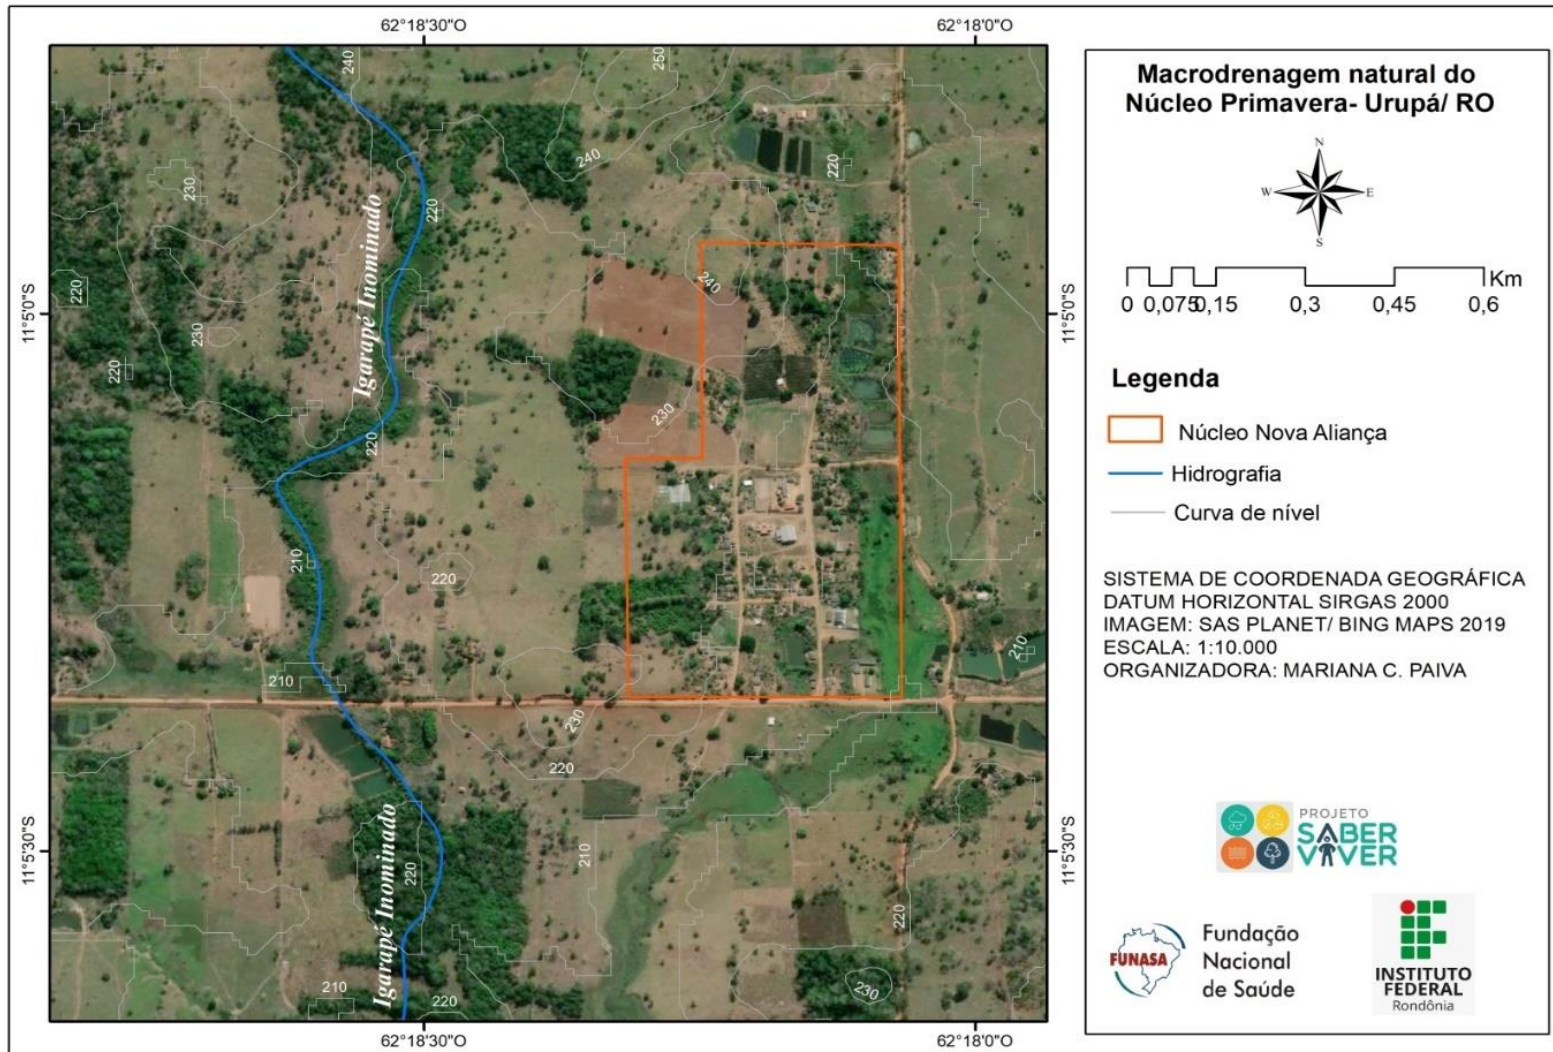 62°18'30"O
62°18'0"O
11°5'0"S
11°5'30"S
11°5'0"S
11°5'30"S
62°18'30"O
62°18'0"O
240
250
240
220
230
220
220
240
230
220
220
230
220
210
220
210
210
230
220
210
220
220
210
220
230
Igarapé Inominado
Igarapé Inominado
Macrodrenagem natural do
Núcleo Primavera- Urupá/ RO
N
W
E
S
0 0,075 0,15 0,3 0,45 0,6
Km
Legenda
Núcleo Nova Aliança
Hidrografia
Curva de nível
SISTEMA DE COORDENADA GEOGRÁFICA
DATUM HORIZONTAL SIRGAS 2000
IMAGEM: SAS PLANET/ BING MAPS 2019
ESCALA: 1:10.000
ORGANIZADORA: MARIANA C. PAIVA
PROJETO
SABER
VIVER
FUNASA
Fundação
Nacional
de Saúde
INSTITUTO
FEDERAL
Rondônia